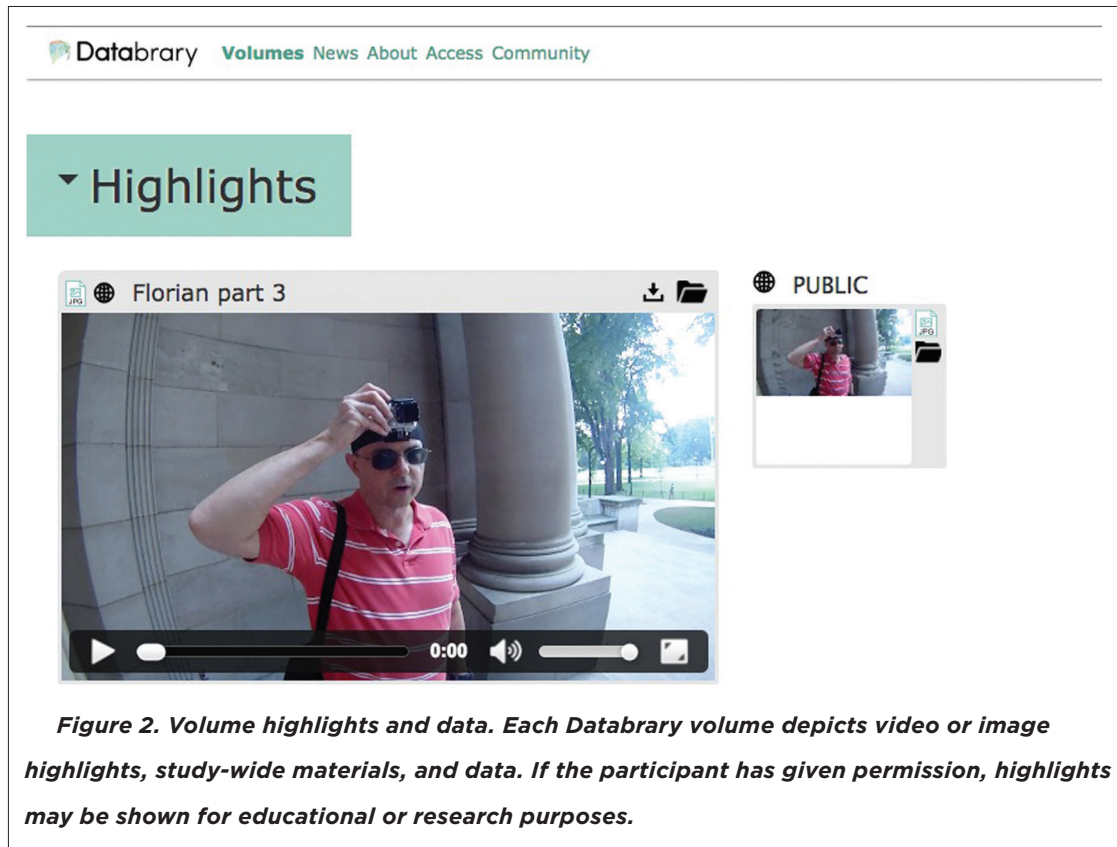 Databrary Volumes News About Access Community
Highlights
JPG Florian part 3
PUBLIC
JPG
0:00
Figure 2. Volume highlights and data. Each Databrary volume depicts video or image
highlights, study-wide materials, and data. If the participant has given permission, highlights
may be shown for educational or research purposes.